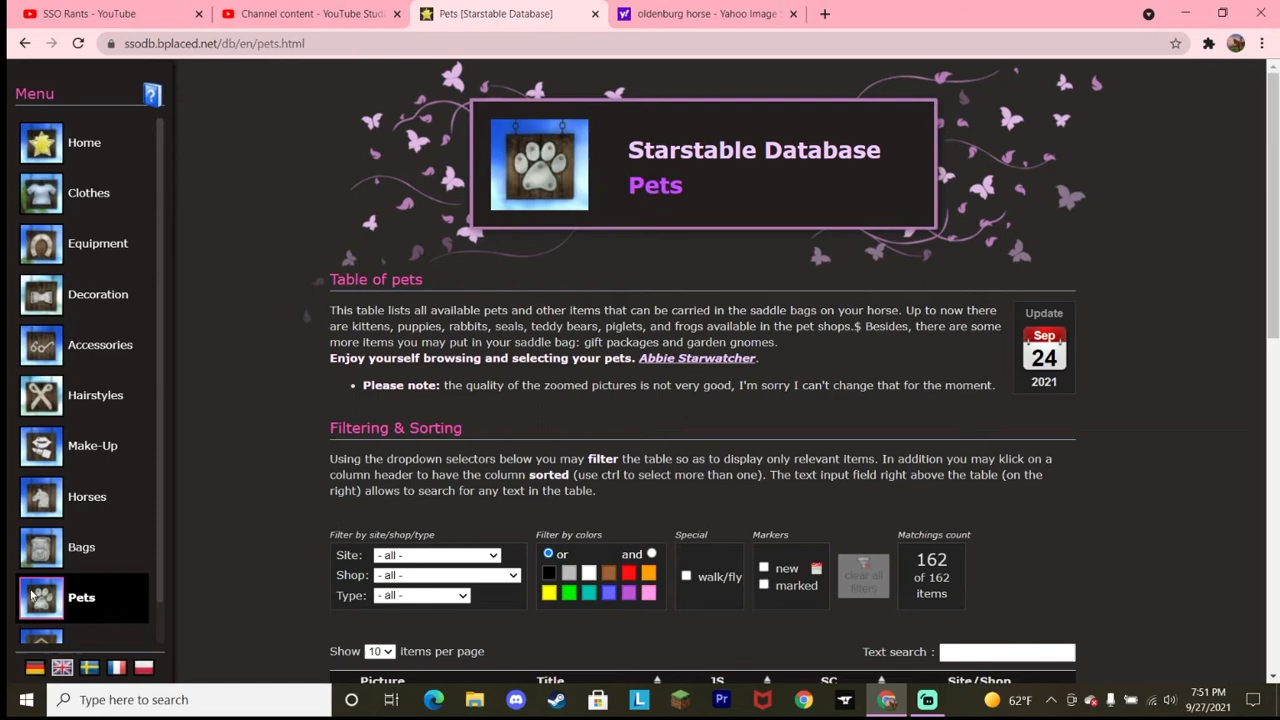 SSO Rants - YouTube
Channel content - YouTube Studi
Pets [Starstable Database]
oldenburg horse - Yahoo Image S
ssodb.bplaced.net/db/en/pets.html
Menu
Home
Clothes
Equipment
Decoration
Accessories
Hairstyles
Make-Up
Horses
Bags
Pets
Starstable Database
Pets
Table of pets
This table lists all available pets and other items that can be carried in the saddle bags on your horse. Up to now there
are kittens, puppies, rabbits, seals, teddy bears, piglets, and frogs available in the pet shops.$ Besides, there are some
more items you may put in your saddle bag: gift packages and garden gnomes.
Enjoy yourself browsing and selecting your pets. Abbie Starwatcher.
• Please note: the quality of the zoomed pictures is not very good, I'm sorry I can't change that for the moment.
Update
Sep
24
2021
Filtering & Sorting
Using the dropdown selectors below you may filter the table so as to display only relevant items. In addition you may klick on a
column header to have the column sorted (use ctrl to select more than one). The text input field right above the table (on the
right) allows to search for any text in the table.
Filter by site/shop/type
Site: - all -
Shop: - all -
Type: - all -
Filter by colors
or and
Special
walk/fly
Markers
new
marked
clear all
filters
Matchings count
162
of 162
items
Show 10 items per page
Text search :
Picture Title JS SC Site/Shop
Type here to search
62°F
7:51 PM
9/27/2021